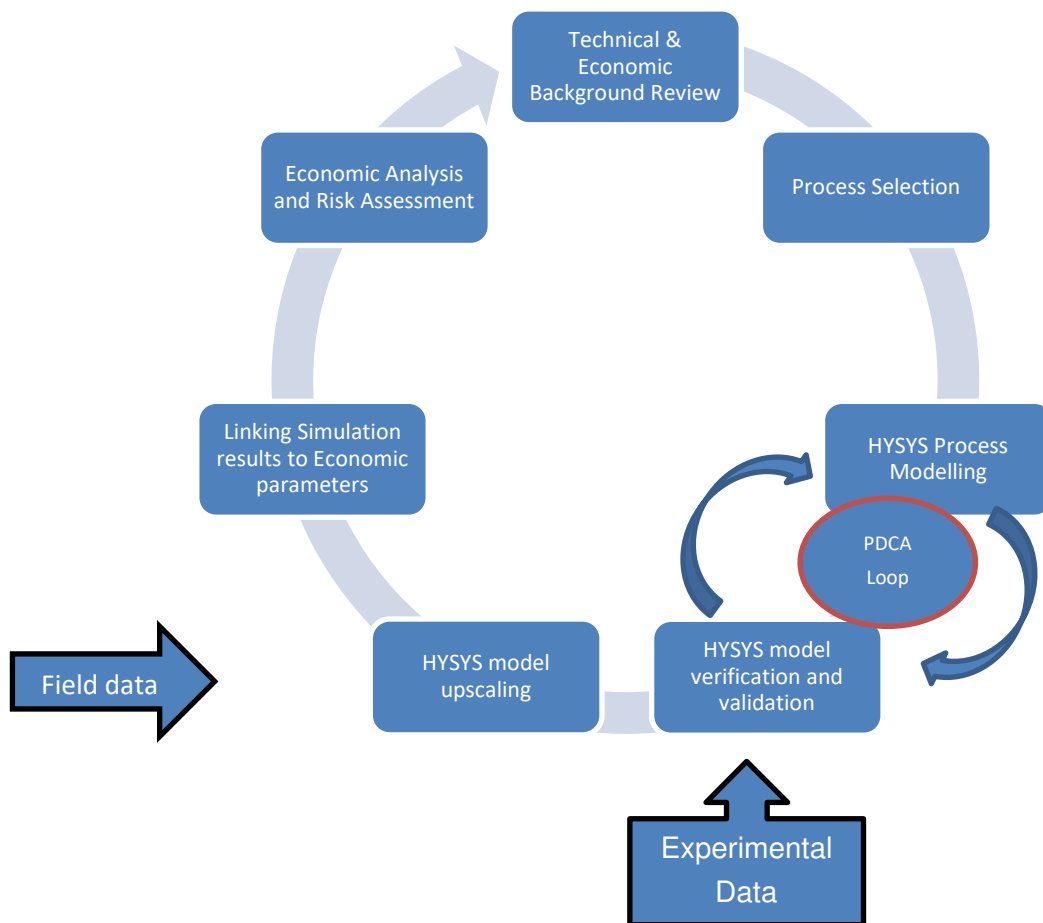 Technical &
Economic
Background Review
Process Selection
HYSYS Process
Modelling
PDCA
Loop
HYSYS model
verification and
validation
HYSYS model
upscaling
Linking Simulation
results to Economic
parameters
Economic Analysis
and Risk Assessment
Field data
Experimental
Data